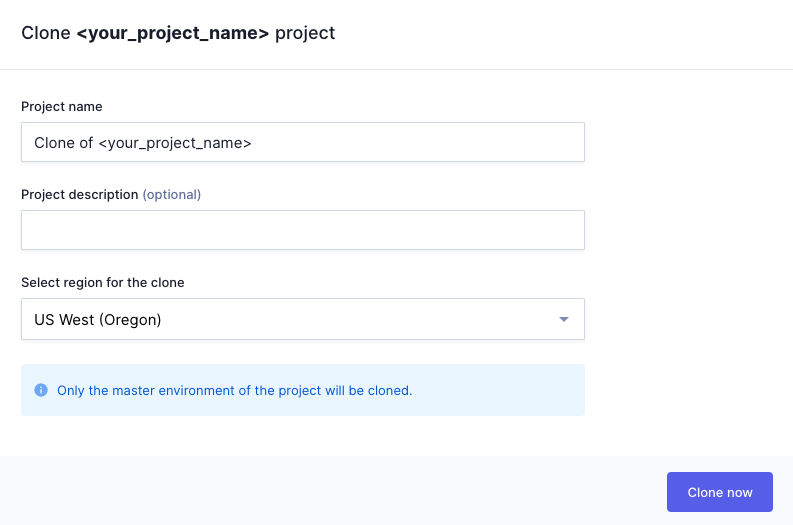 Clone <your_project_name> project
Project name
Clone of <your_project_name>
Project description (optional)
Select region for the clone
US West (Oregon)
Only the master environment of the project will be cloned.
Clone now